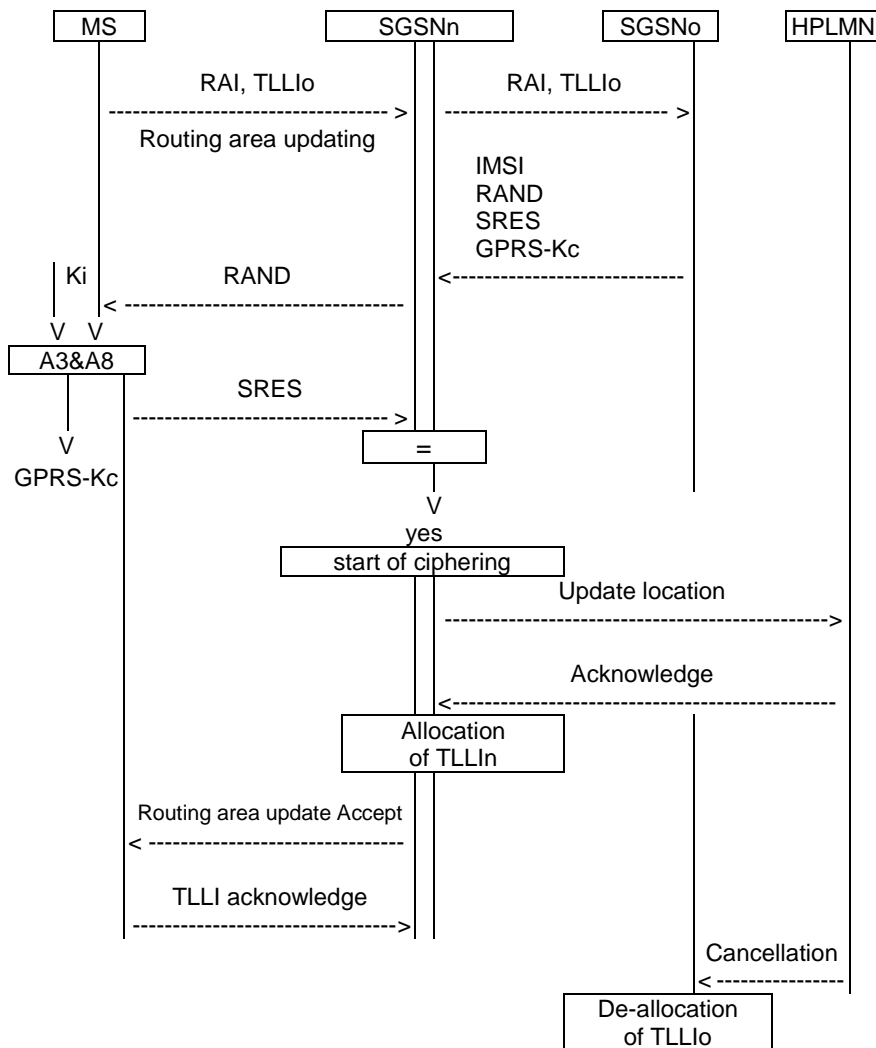 MS SGSNn SGSNo HPLMN
RAI, TLLIo RAI, TLLIo
----------------------------> ------------------------>
Routing area updating
IMSI
RAND
SRES
GPRS-Kc
Ki RAND <------------------------
<----------------------------
V V
A3&A8
SRES
--------------------------->
V =
GPRS-Kc
V
yes
start of ciphering
Update location
--------------------------------------->
Acknowledge
<---------------------------------------
Allocation
of TLLIn
Routing area update Accept
< --------------------------
TLLI acknowledge
--------------------------->
Cancellation
<-------------
De-allocation
of TLLIo